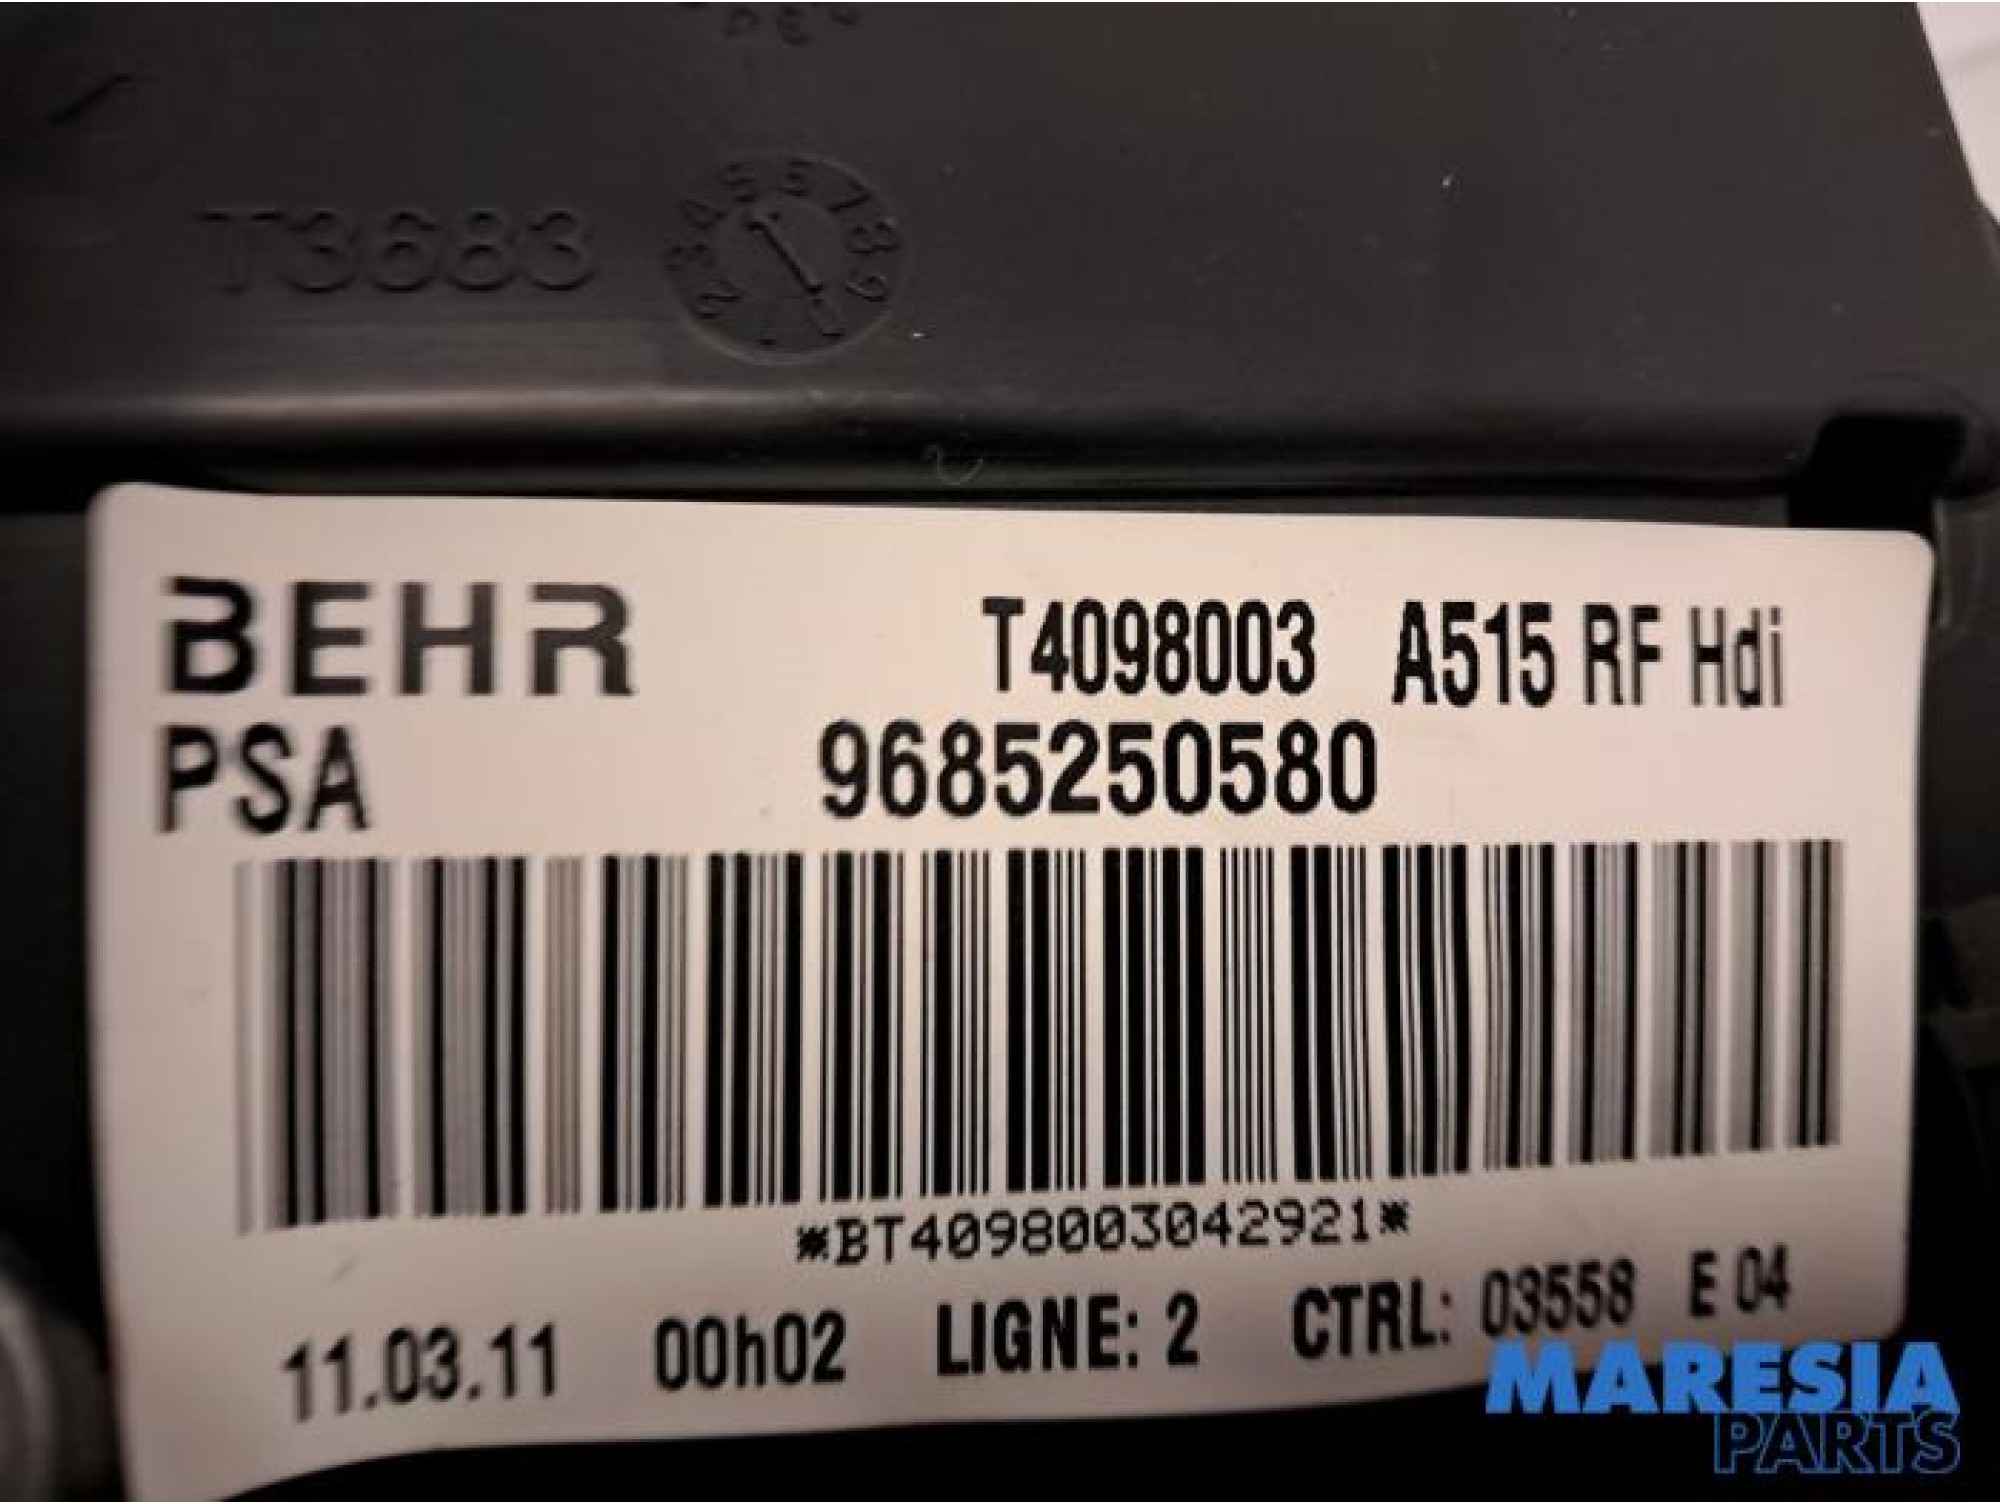 T3683
BEHR T4098003 A515 RF Hdi
PSA 9685250580
*BT4098003042921*
11.03.11 00h02 LIGNE: 2 CTRL: 03558 E 04
MARESIA
PARTS